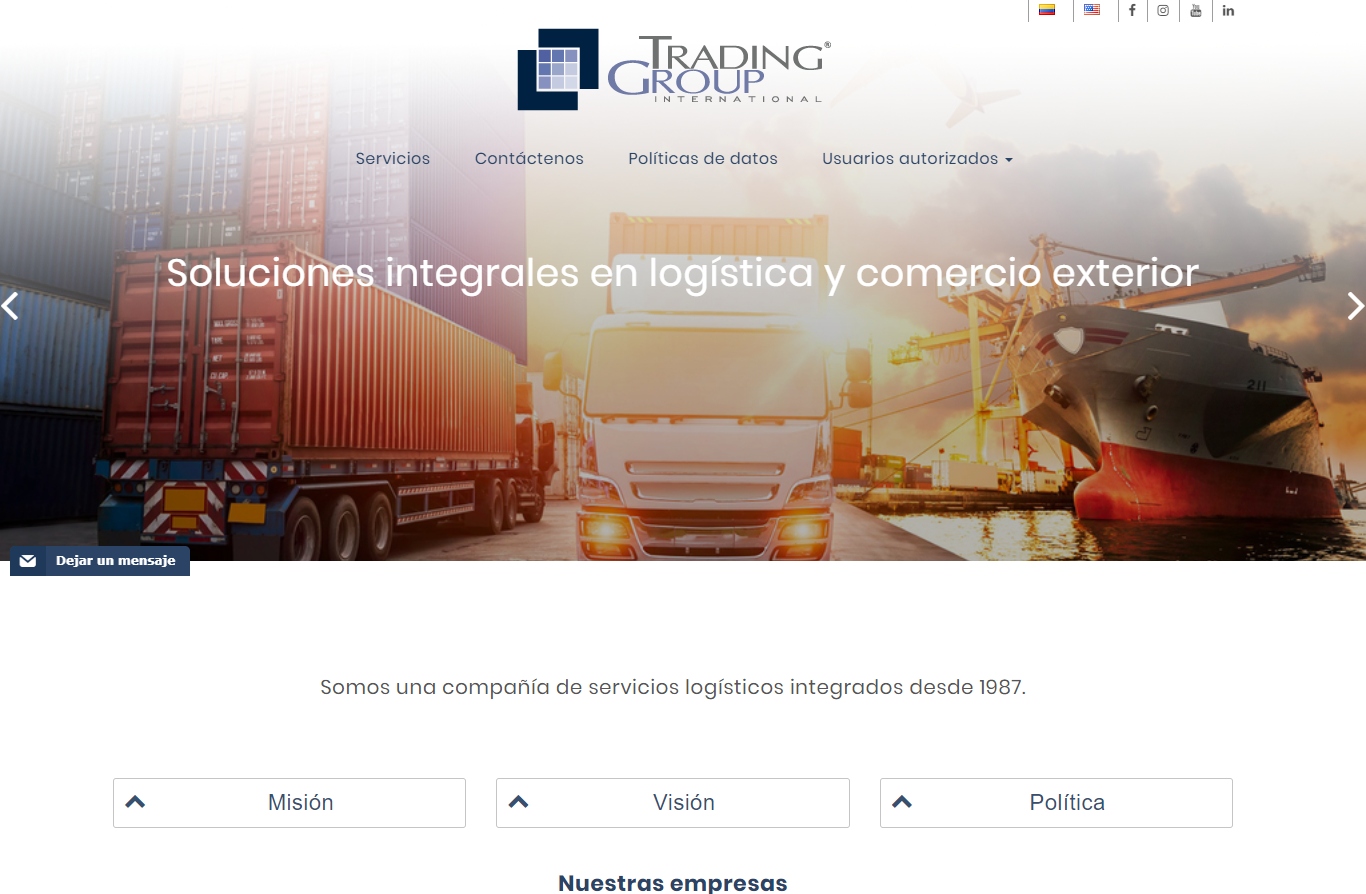 TRADING®
GROUP
INTERNATIONAL
Servicios Contáctenos Políticas de datos Usuarios autorizados
Soluciones integrales en logística y comercio exterior
211
Dejar un mensaje
Somos una compañía de servicios logísticos integrados desde 1987.
Misión Visión Política
Nuestras empresas